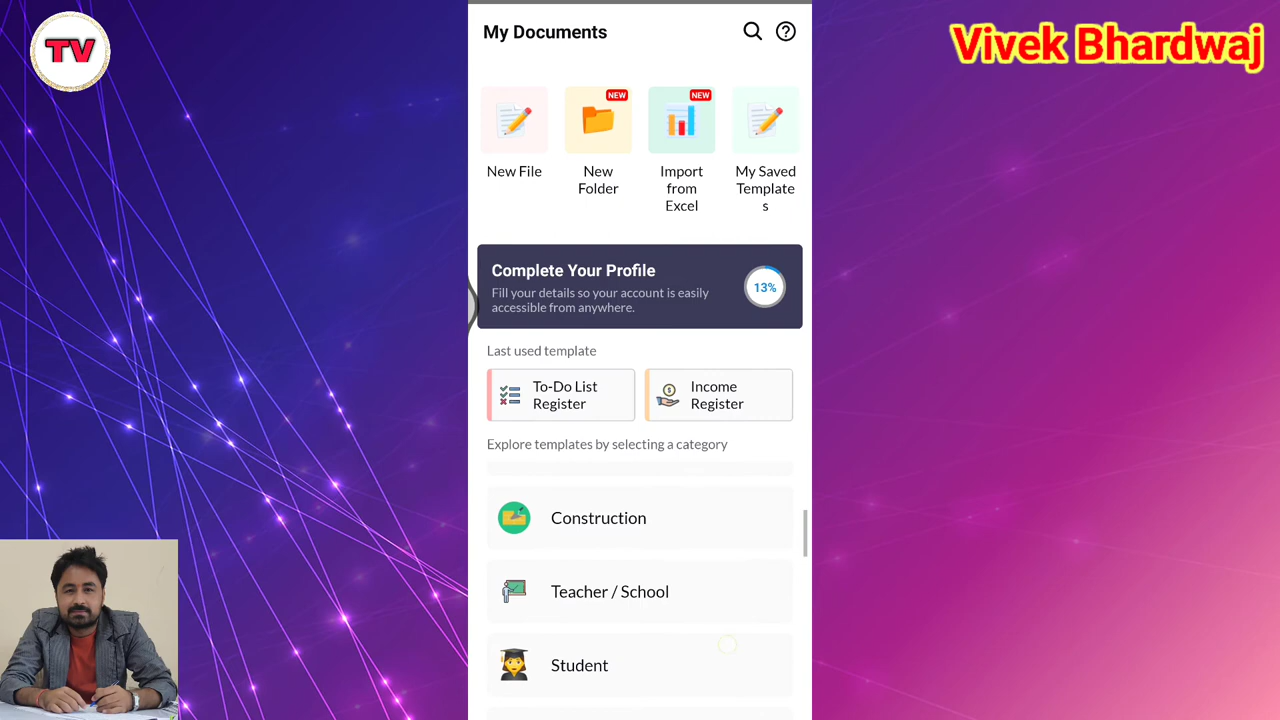 TV
Vivek Bhardwaj
My Documents
NEW
NEW
New File
New
Folder
Import
from
Excel
My Saved
Template
s
Complete Your Profile
Fill your details so your account is easily
accessible from anywhere.
13%
Last used template
To-Do List
Register
Income
Register
Explore templates by selecting a category
Construction
Teacher / School
Student